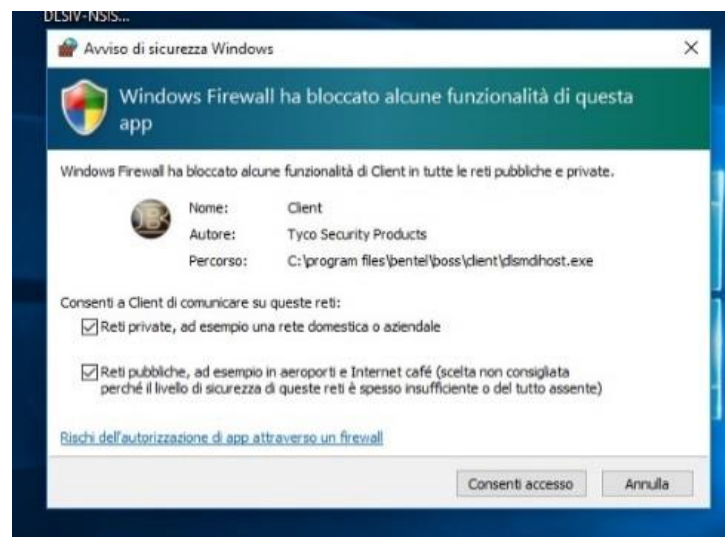 DLSIV-NSIS...
Avviso di sicurezza Windows
Windows Firewall ha bloccato alcune funzionalità di questa
app
Windows Firewall ha bloccato alcune funzionalità di Client in tutte le reti pubbliche e private.
Nome: Client
Autore: Tyco Security Products
Percorso: C:\program files\bentel\boss\client\dlsmdihost.exe
Consenti a Client di comunicare su queste reti:
Reti private, ad esempio una rete domestica o aziendale
Reti pubbliche, ad esempio in aeroporti e Internet café (scelta non consigliata
perché il livello di sicurezza di queste reti è spesso insufficiente o del tutto assente)
Rischi dell'autorizzazione di app attraverso un firewall
Consenti accesso Annulla